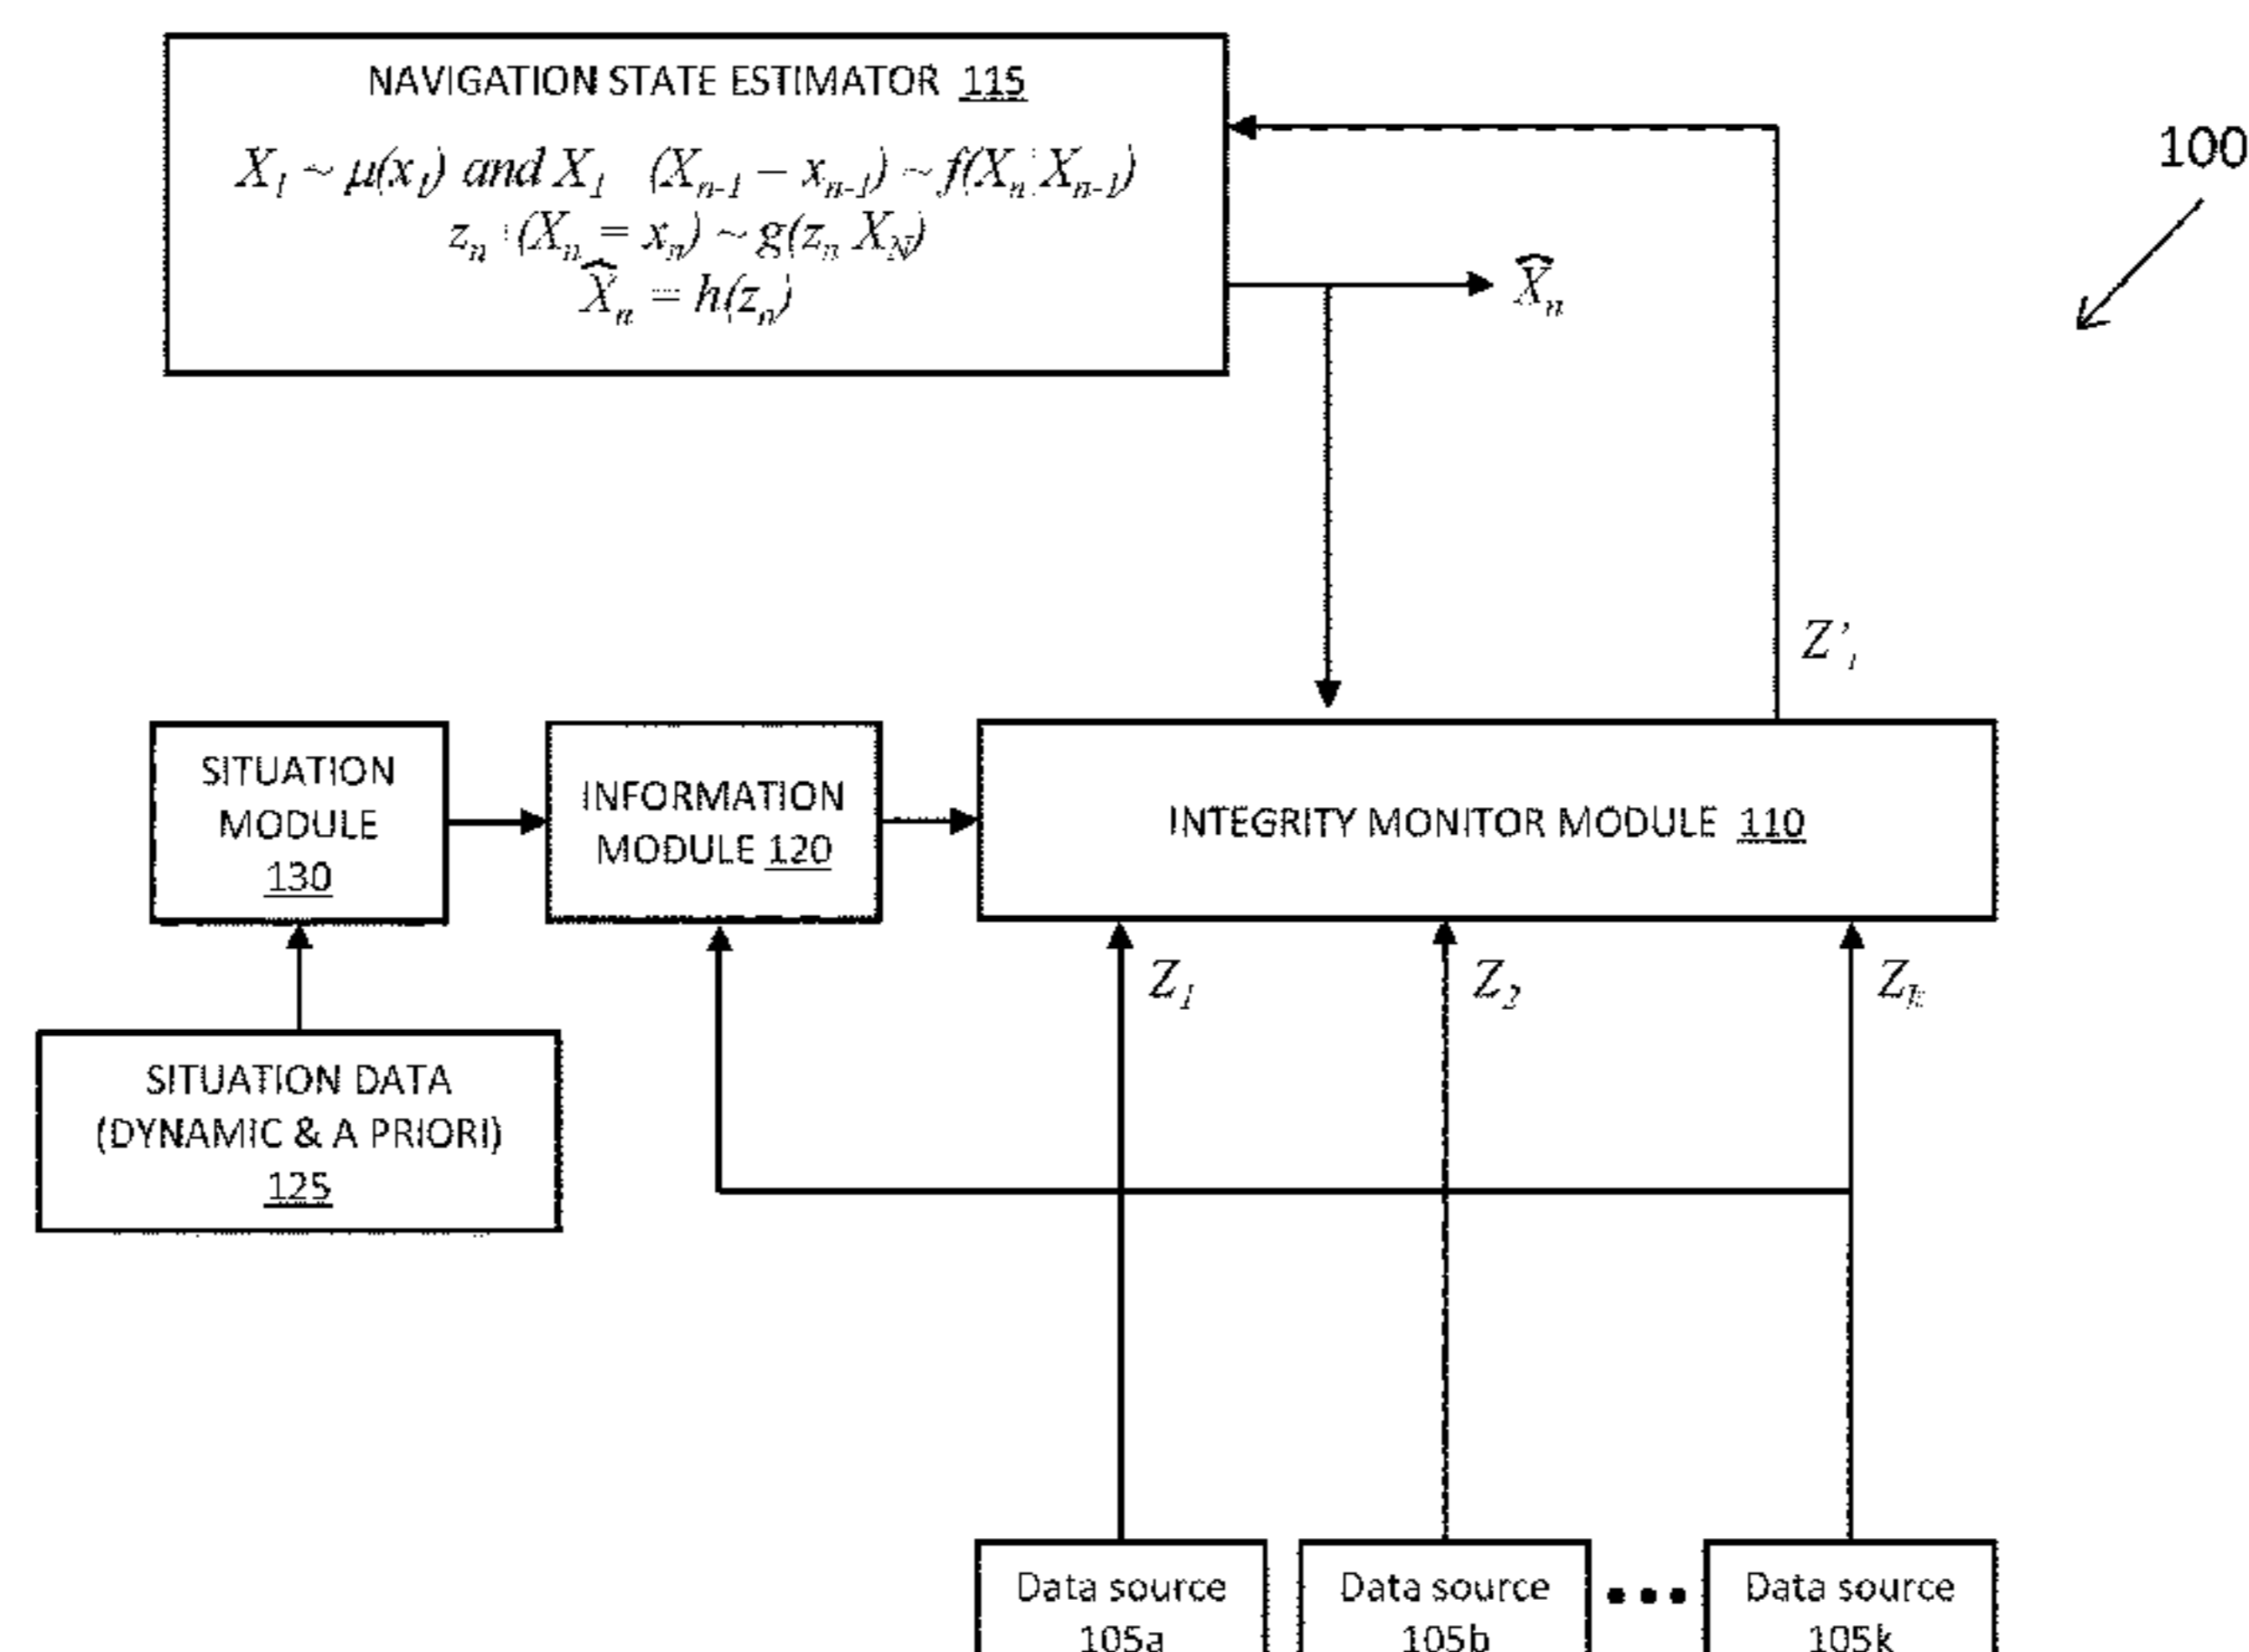 NAVIGATION STATE ESTIMATOR 115
X₁ ~ μ(x₁) and X₁ (Xₙ₋₁ – xₙ₋₁) ~ f(Xₙ | Xₙ₋₁)
zₙ | (Xₙ = xₙ) ~ g(zₙ X_N)
X̂ₙ = h(zₙ)
100
X̂ₙ
Z'₁
SITUATION
MODULE
130
INFORMATION
MODULE 120
INTEGRITY MONITOR MODULE 110
Z₁
Z₂
Zₖ
SITUATION DATA
(DYNAMIC & A PRIORI)
125
Data source
105a
Data source
105b
•••
Data source
105k